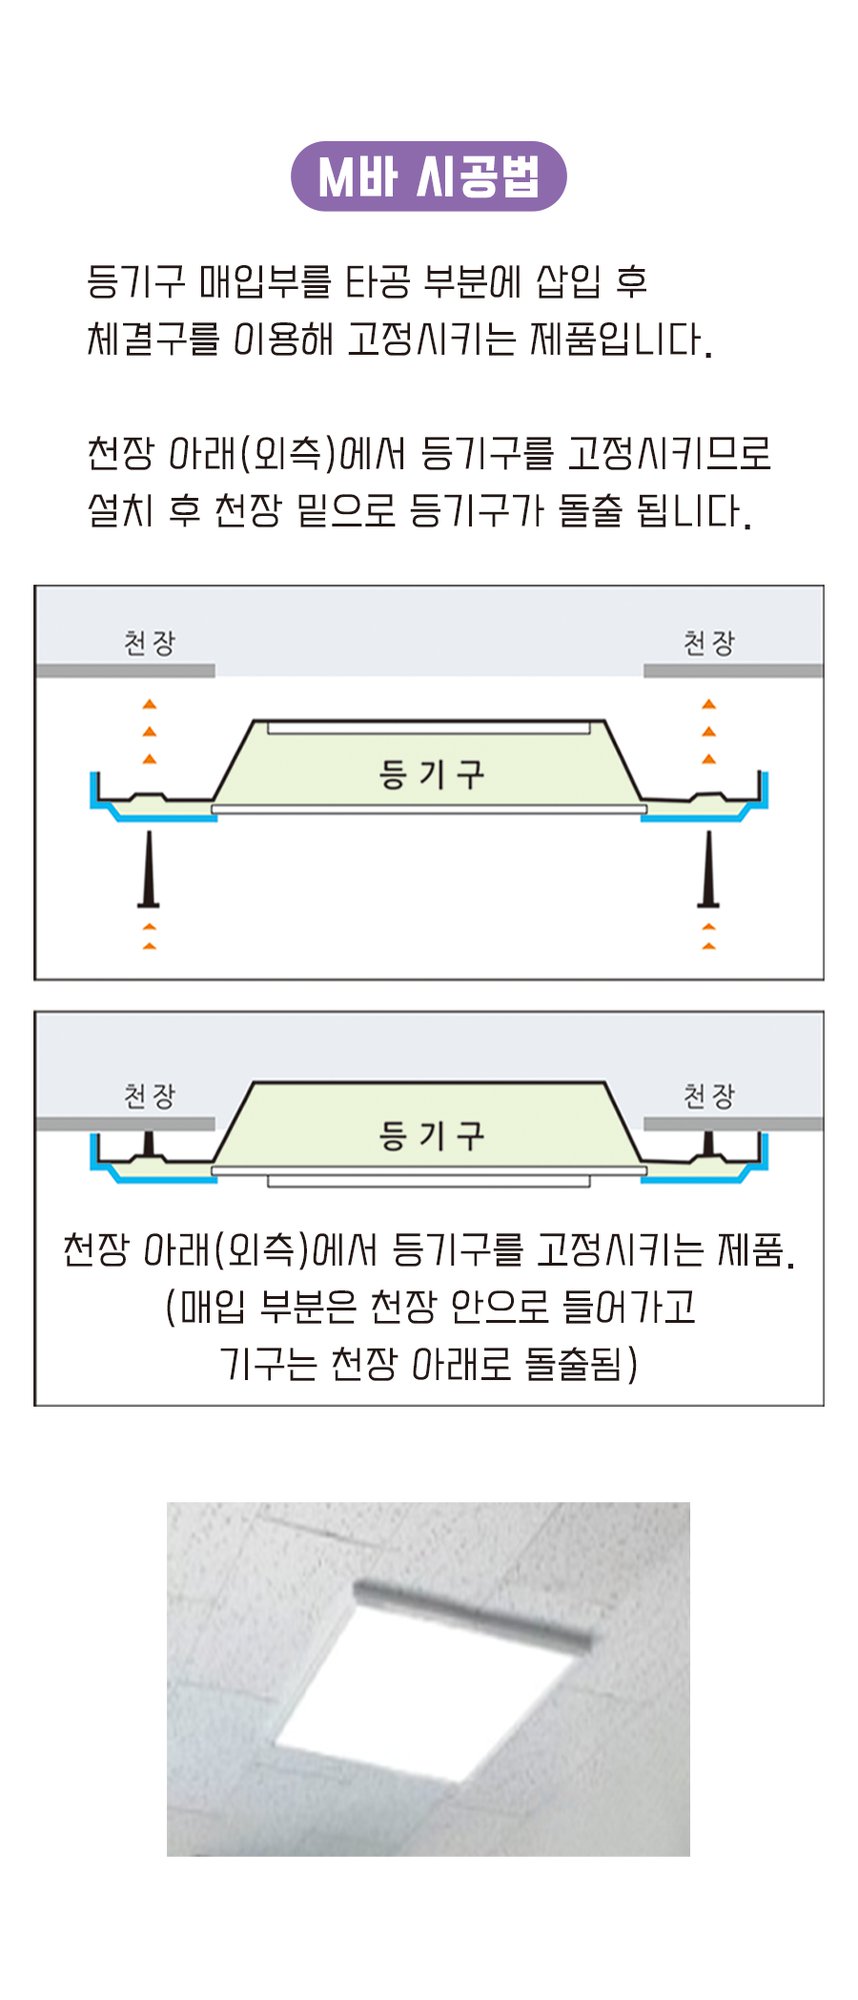 M바 시공법
등기구 매입부를 타공 부분에 삽입 후
체결구를 이용해 고정시키는 제품입니다.
천장 아래(외측)에서 등기구를 고정시키므로
설치 후 천장 밑으로 등기구가 돌출 됩니다.
천장 천장
등기구
천장 천장
등기구
천장 아래(외측)에서 등기구를 고정시키는 제품.
(매입 부분은 천장 안으로 들어가고
기구는 천장 아래로 돌출됨)